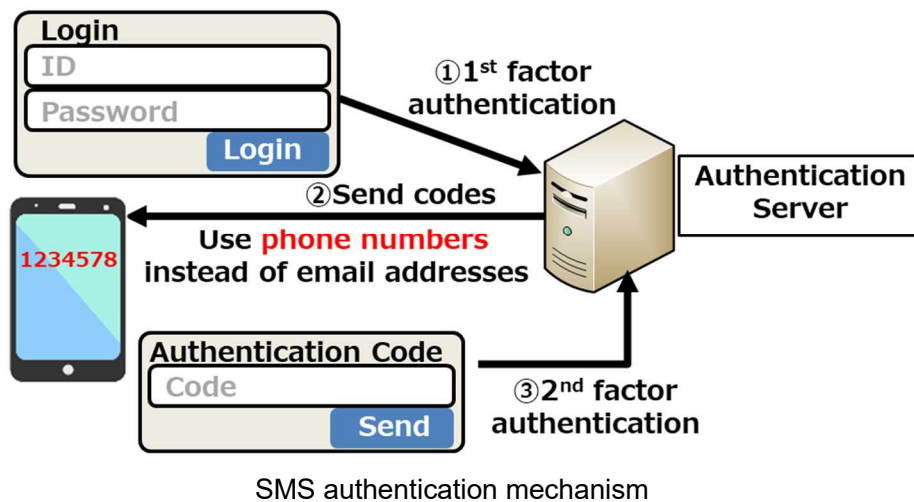 Login
ID
Password
Login
①1st factor
authentication
Authentication
Server
②Send codes
Use phone numbers
instead of email addresses
1234578
Authentication Code
Code
Send
③2nd factor
authentication
SMS authentication mechanism